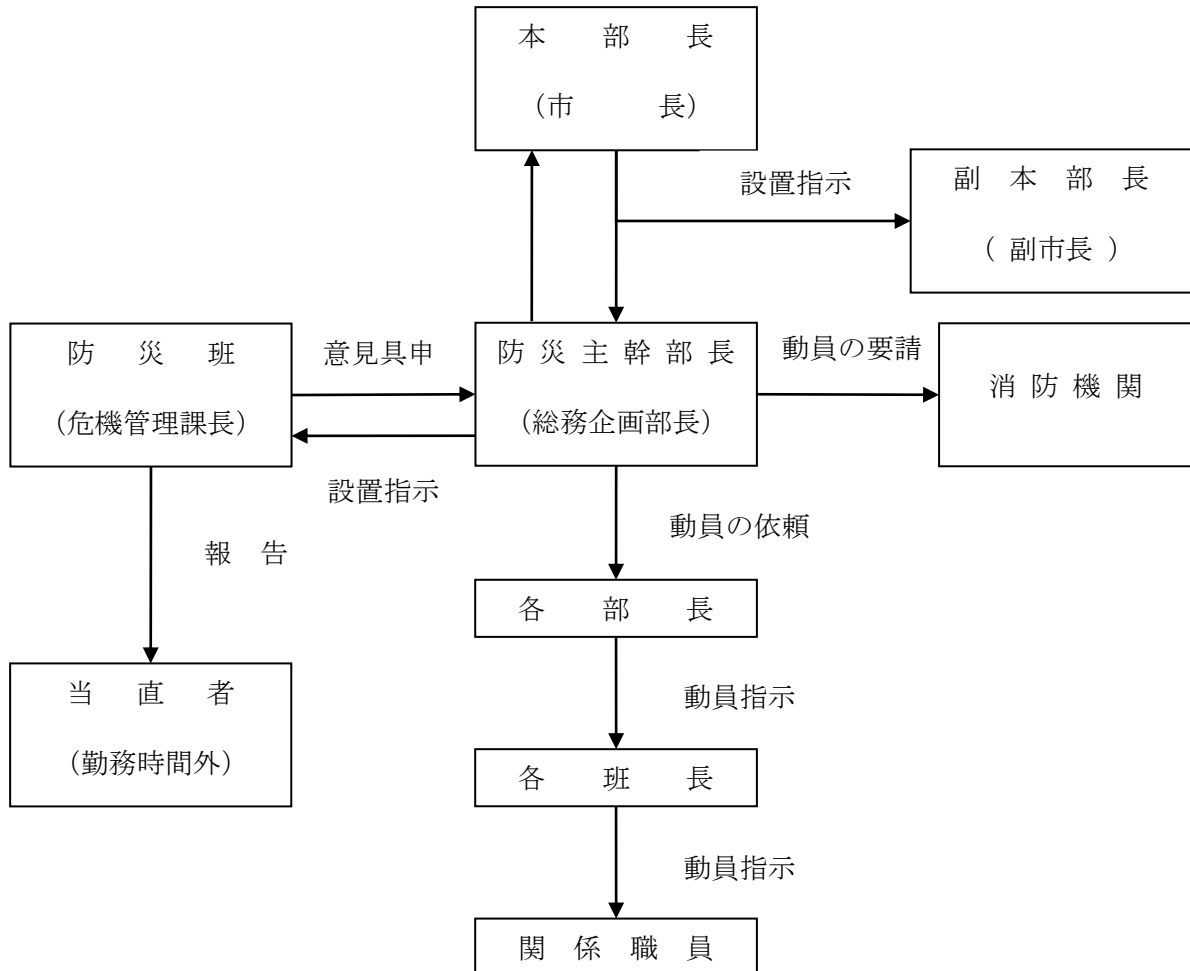 本部長
(市長)
設置指示
副本部長
(副市長)
防災班
(危機管理課長)
意見具申
設置指示
防災主幹部長
(総務企画部長)
動員の要請
消防機関
報告
動員の依頼
各部長
当直者
(勤務時間外)
動員指示
各班長
動員指示
関係職員